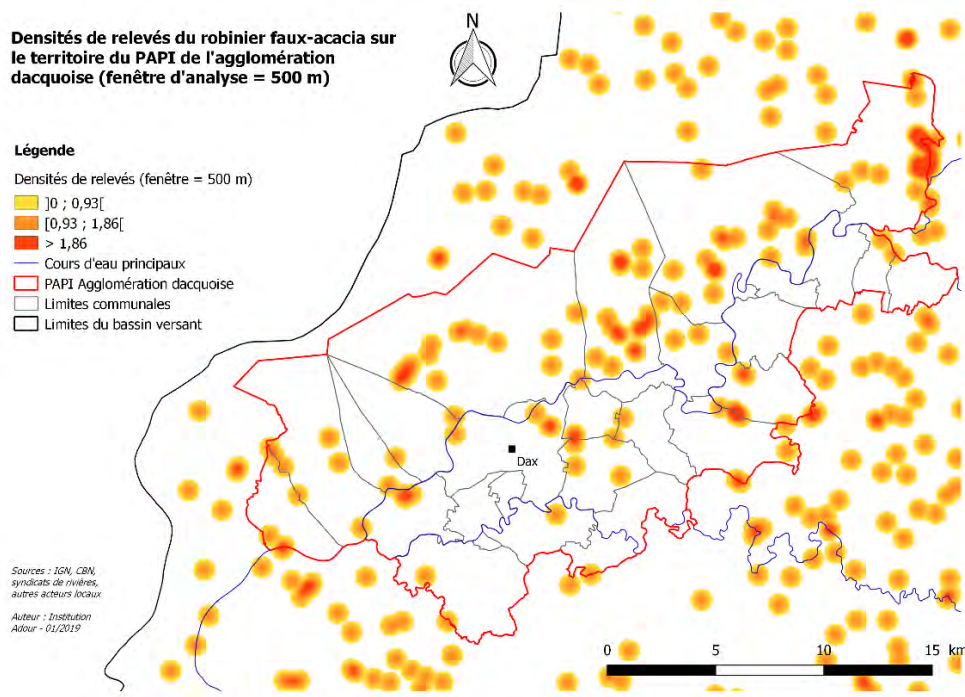 Densités de relevés du robinier faux-acacia sur
le territoire du PAPI de l'agglomération
dacquoise (fenêtre d'analyse = 500 m)
N
Légende
Densités de relevés (fenêtre = 500 m)
]0 ; 0,93[
[0,93 ; 1,86[
> 1,86
Cours d'eau principaux
PAPI Agglomération dacquoise
Limites communales
Limites du bassin versant
Dax
Sources : IGN, CBN,
syndicats de rivières,
autres acteurs locaux
Auteur : Institution
Adour - 01/2019
0 5 10 15 km